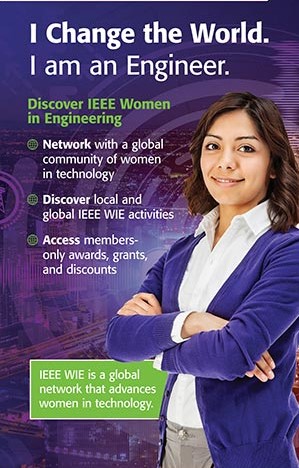 I Change the World.
I am an Engineer.
Discover IEEE Women
in Engineering
Network with a global
community of women
in technology
Discover local and
global IEEE WIE activities
Access members-
only awards, grants,
and discounts
IEEE WIE is a global
network that advances
women in technology.